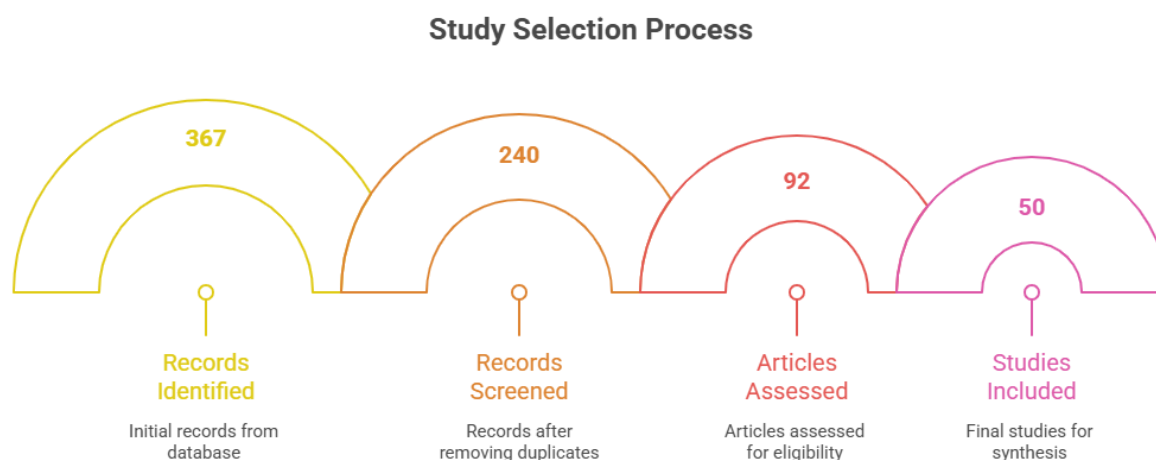 Study Selection Process
367
240
92
50
Records
Identified
Initial records from
database
Records
Screened
Records after
removing duplicates
Articles
Assessed
Articles assessed
for eligibility
Studies
Included
Final studies for
synthesis